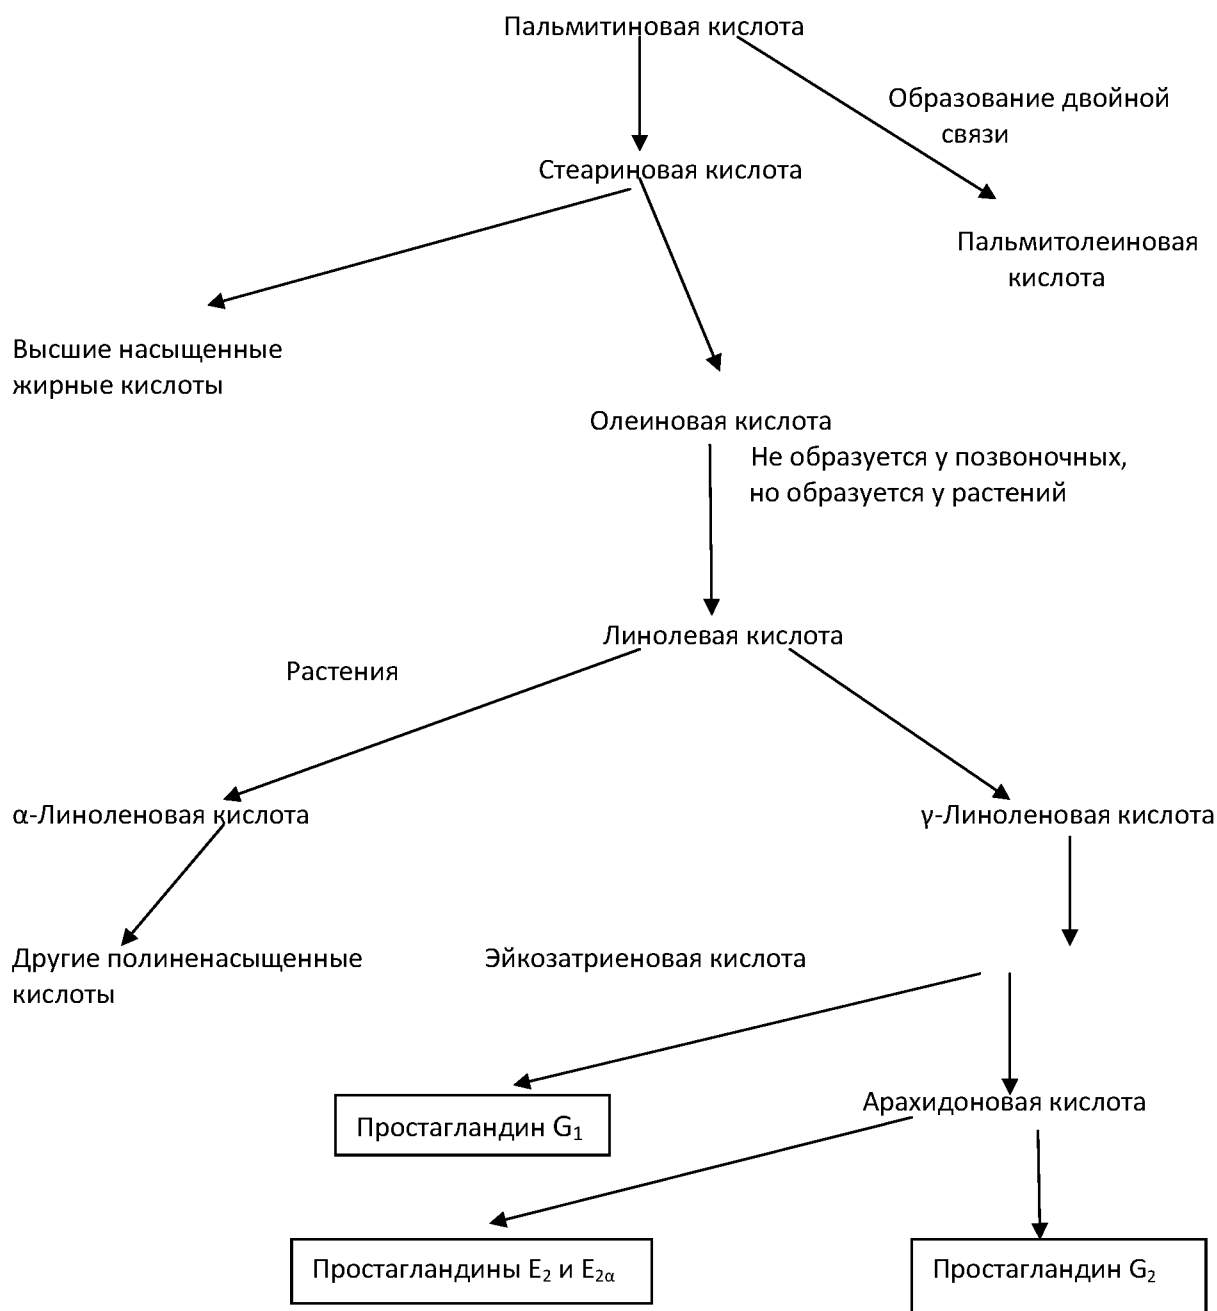 Пальмитиновая кислота
Образование двойной
связи
Стеариновая кислота
Пальмитолеиновая
кислота
Высшие насыщенные
жирные кислоты
Олеиновая кислота
Не образуется у позвоночных,
но образуется у растений
Линолевая кислота
Растения
α-Линоленовая кислота
γ-Линоленовая кислота
Другие полиненасыщенные
кислоты
Эйкозатриеновая кислота
Простагландин G₁
Арахидоновая кислота
Простагландины E₂ и E₂α
Простагландин G₂